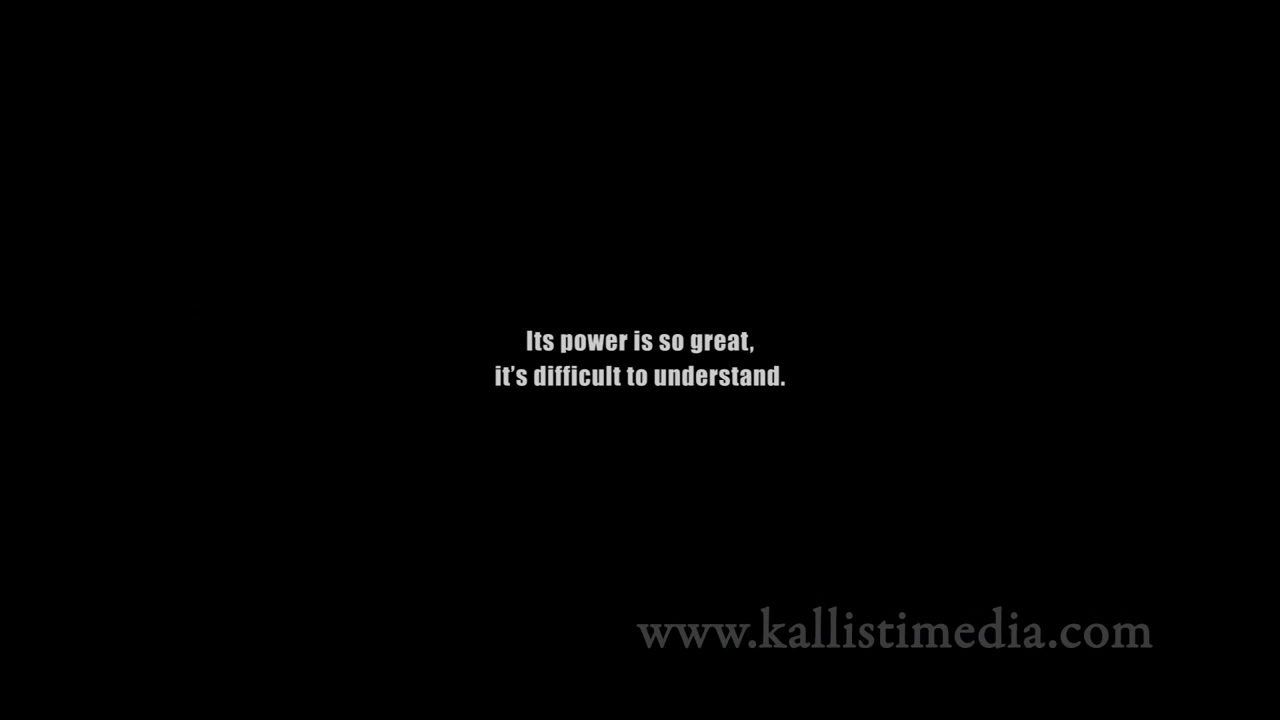 Its power is so great,
it's difficult to understand.
www.kallistimedia.com